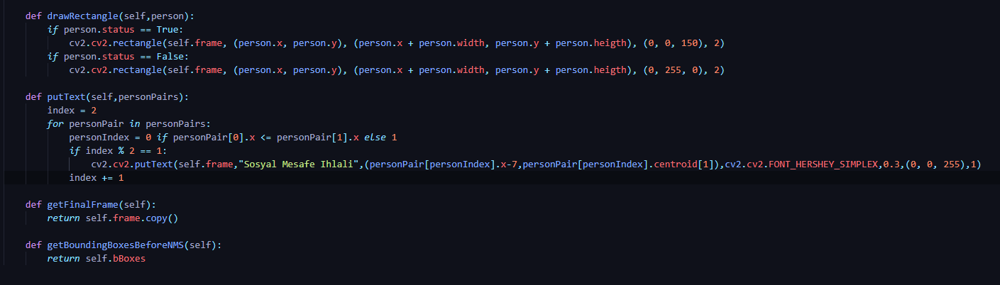 def drawRectangle(self,person):
    if person.status == True:
        cv2.cv2.rectangle(self.frame, (person.x, person.y), (person.x + person.width, person.y + person.heigth), (0, 0, 150), 2)
    if person.status == False:
        cv2.cv2.rectangle(self.frame, (person.x, person.y), (person.x + person.width, person.y + person.heigth), (0, 255, 0), 2)
def putText(self,personPairs):
    index = 2
    for personPair in personPairs:
        personIndex = 0 if personPair[0].x <= personPair[1].x else 1
        if index % 2 == 1:
            cv2.cv2.putText(self.frame,"Sosyal Mesafe Ihlali",(personPair[personIndex].x-7,personPair[personIndex].centroid[1]),cv2.cv2.FONT_HERSHEY_SIMPLEX,0.3,(0, 0, 255),1)
        index += 1
def getFinalFrame(self):
    return self.frame.copy()
def getBoundingBoxesBeforeNMS(self):
    return self.bBoxes